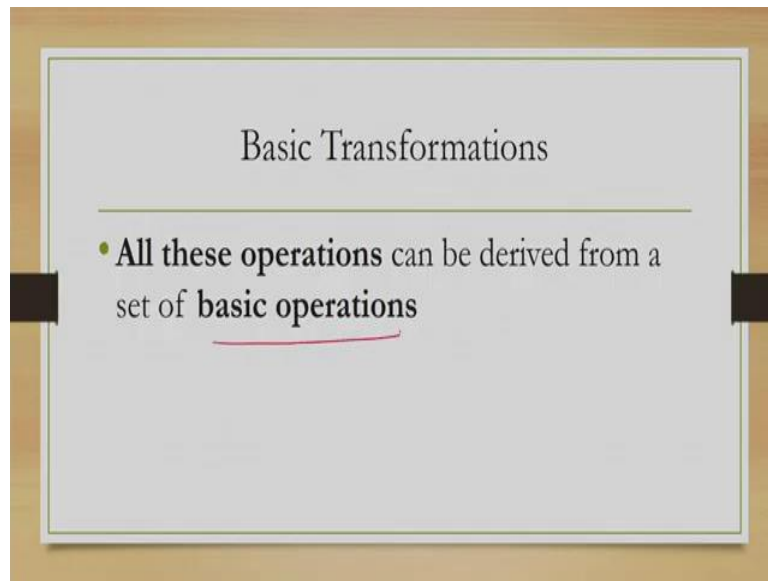 Basic Transformations
• All these operations can be derived from a
set of basic operations